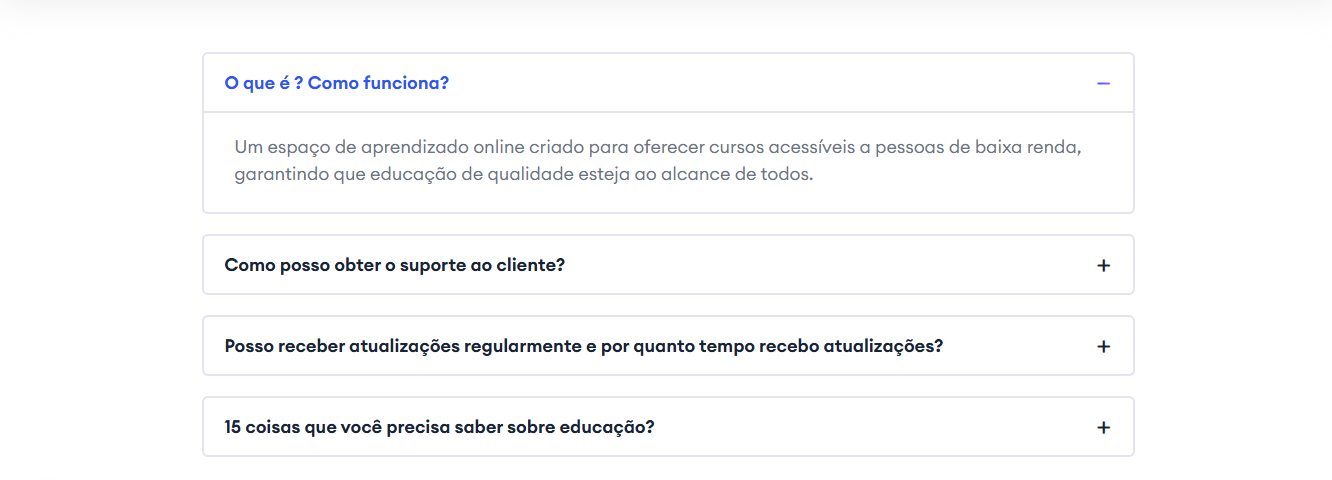 O que é ? Como funciona?
Um espaço de aprendizado online criado para oferecer cursos acessíveis a pessoas de baixa renda,
garantindo que educação de qualidade esteja ao alcance de todos.
Como posso obter o suporte ao cliente?
Posso receber atualizações regularmente e por quanto tempo recebo atualizações?
15 coisas que você precisa saber sobre educação?